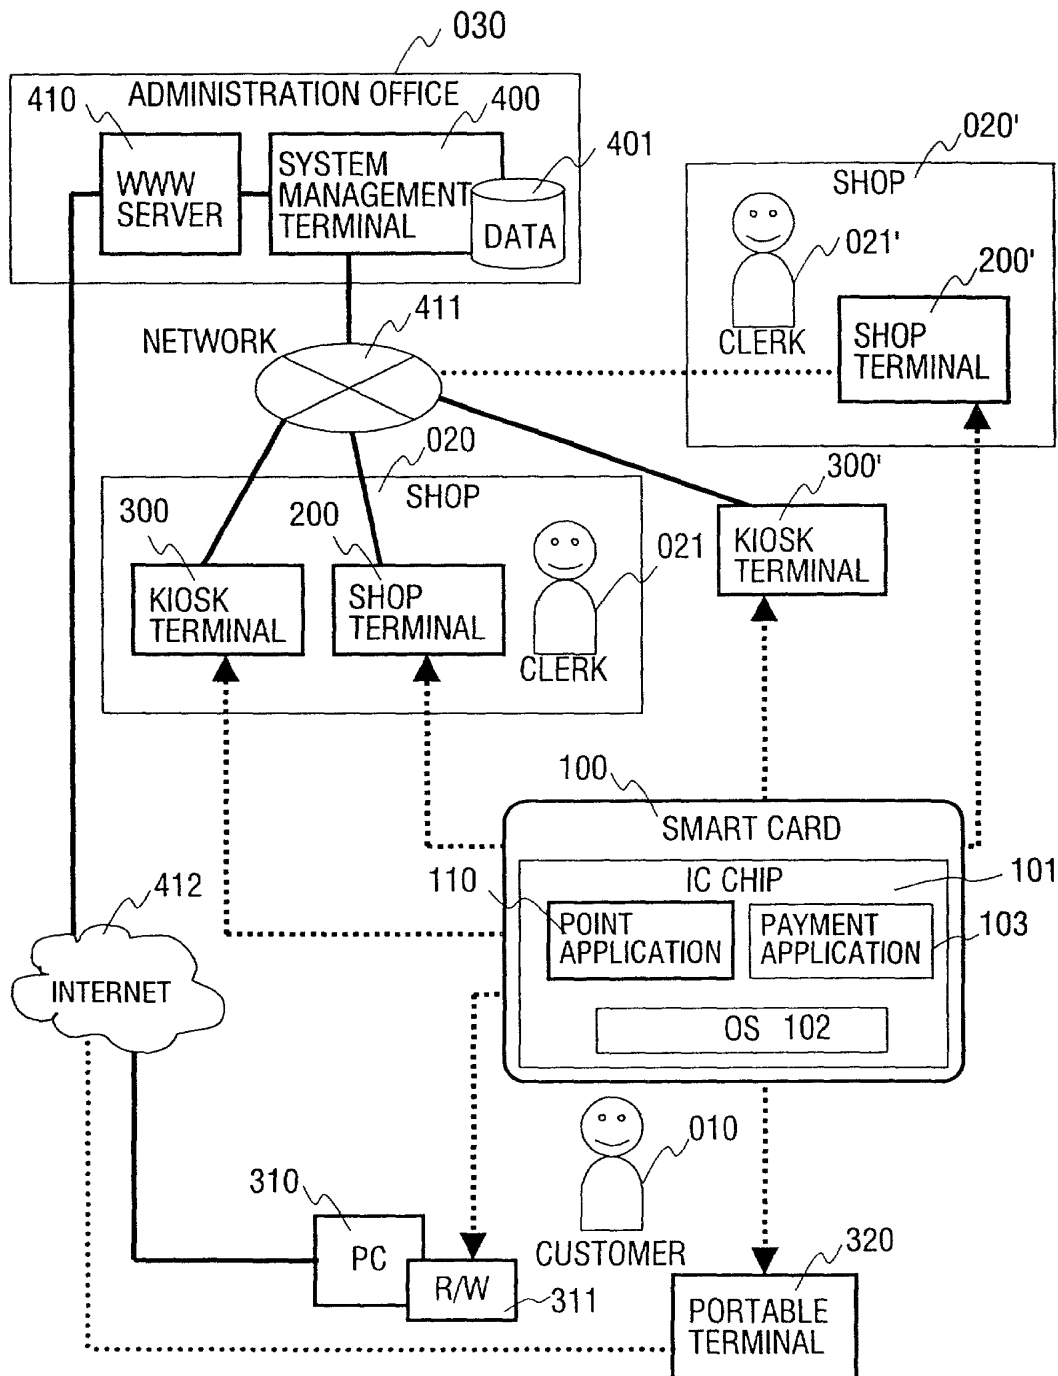 030
ADMINISTRATION OFFICE
410
400
401
WWW
SERVER
SYSTEM
MANAGEMENT
TERMINAL
DATA
020'
SHOP
021'
200'
CLERK
SHOP
TERMINAL
NETWORK
411
020
SHOP
300
200
021
KIOSK
TERMINAL
SHOP
TERMINAL
CLERK
300'
KIOSK
TERMINAL
100
SMART CARD
IC CHIP
101
110
POINT
APPLICATION
PAYMENT
APPLICATION
103
OS 102
412
INTERNET
010
CUSTOMER
310
PC
R/W
311
320
PORTABLE
TERMINAL